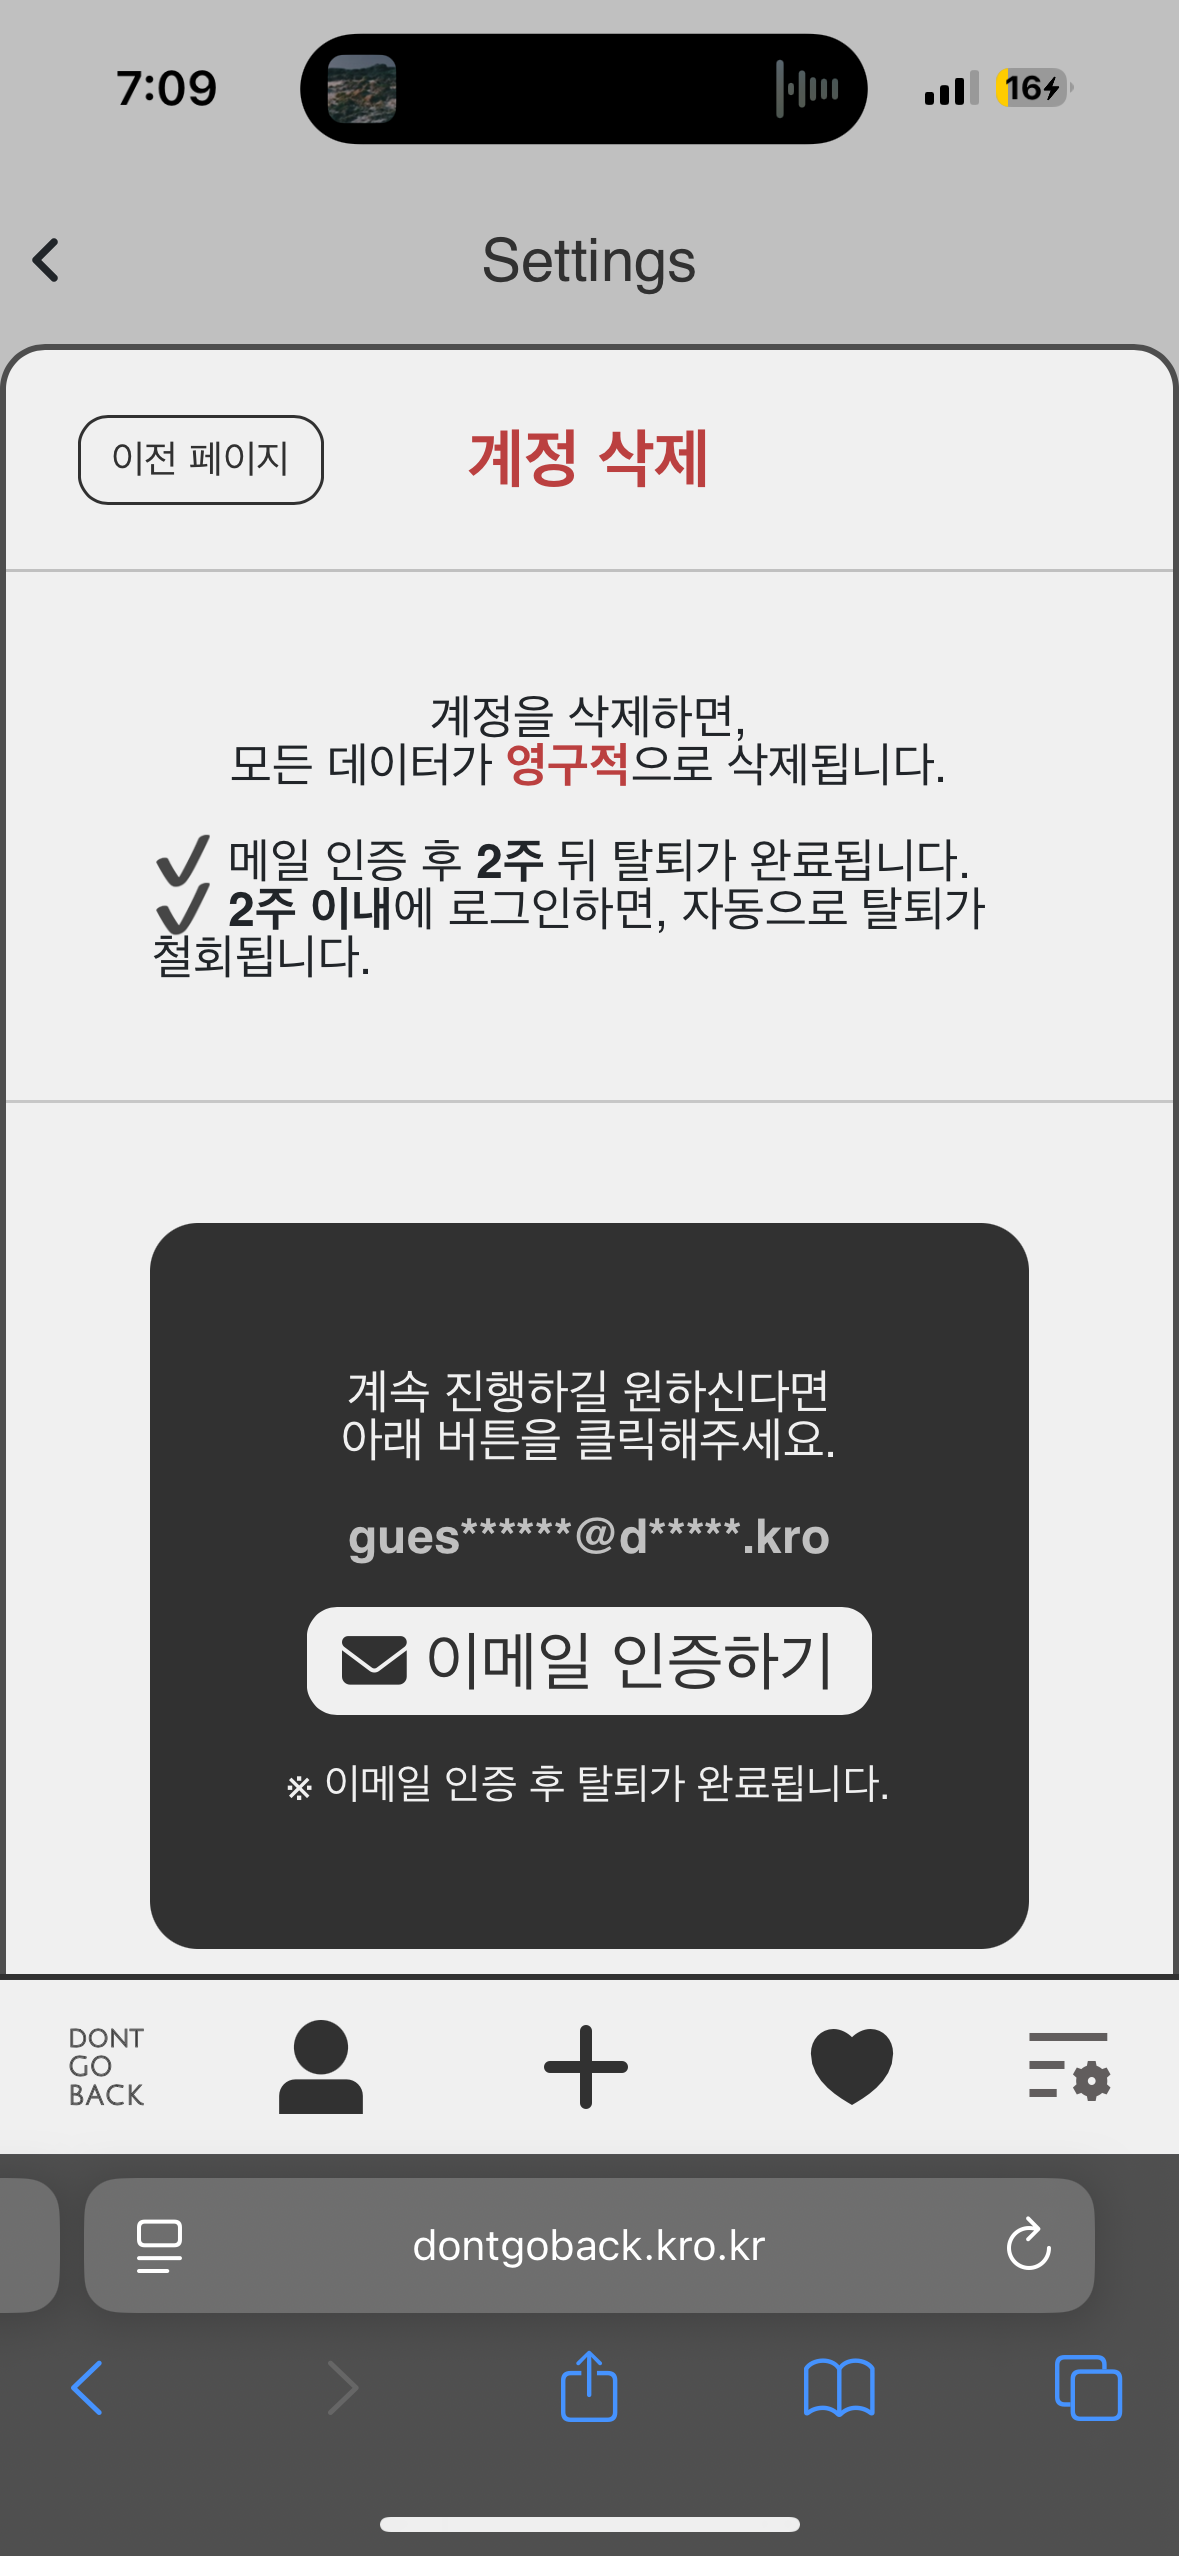 7:09
16
Settings
이전 페이지
계정 삭제
계정을 삭제하면,
모든 데이터가 영구적으로 삭제됩니다.
✔ 메일 인증 후 2주 뒤 탈퇴가 완료됩니다.
✔ 2주 이내에 로그인하면, 자동으로 탈퇴가
철회됩니다.
계속 진행하길 원하신다면
아래 버튼을 클릭해주세요.
gues******@d*****.kro
이메일 인증하기
※ 이메일 인증 후 탈퇴가 완료됩니다.
DONT
GO
BACK
dontgoback.kro.kr